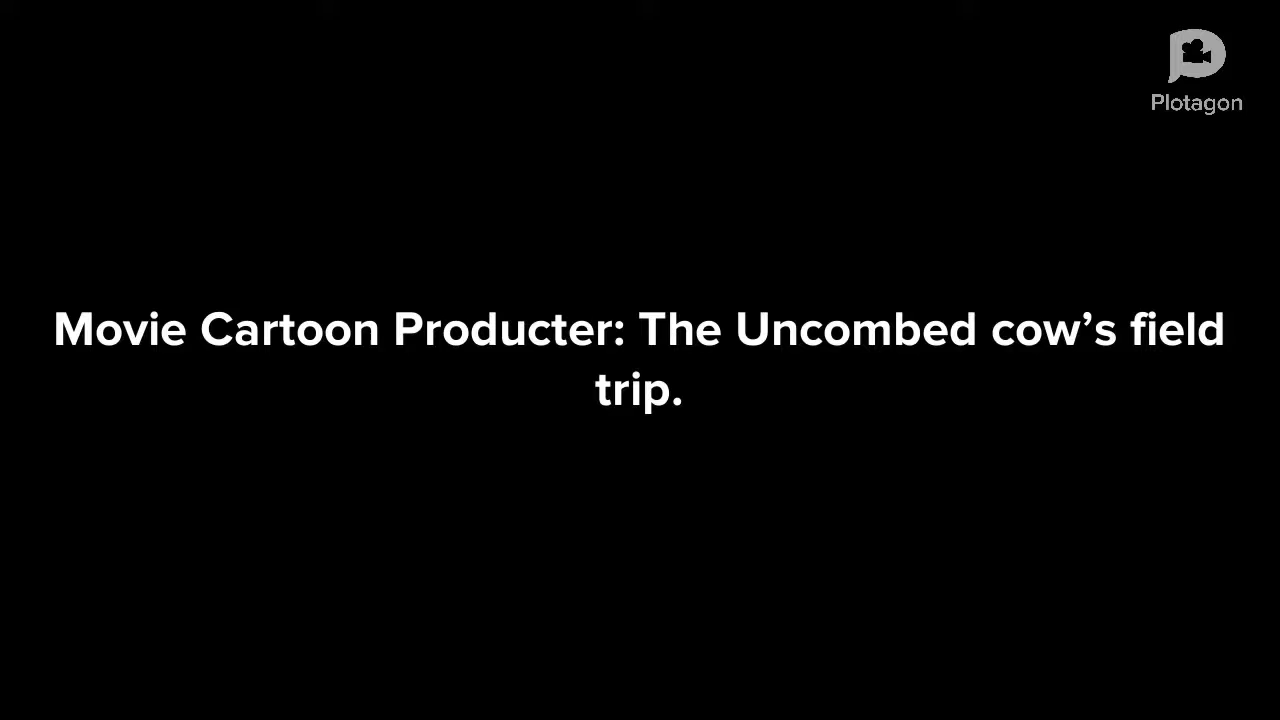 Plotagon
Movie Cartoon Producter: The Uncombed cow’s field
trip.